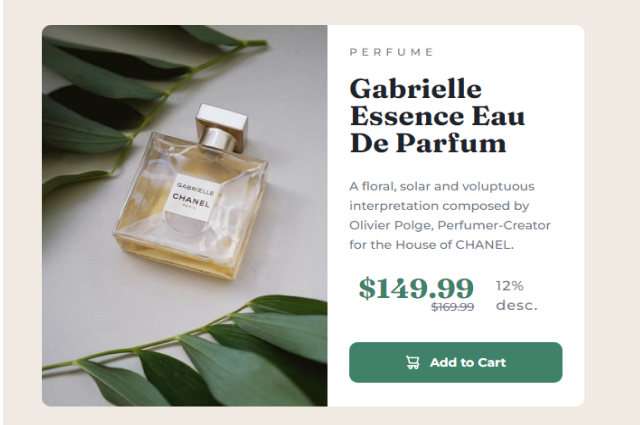 GABRIELLE
CHANEL
PARIS
PERFUME
Gabrielle
Essence Eau
De Parfum
A floral, solar and voluptuous
interpretation composed by
Olivier Polge, Perfumer-Creator
for the House of CHANEL.
$149.99
$169.99
12%
desc.
Add to Cart